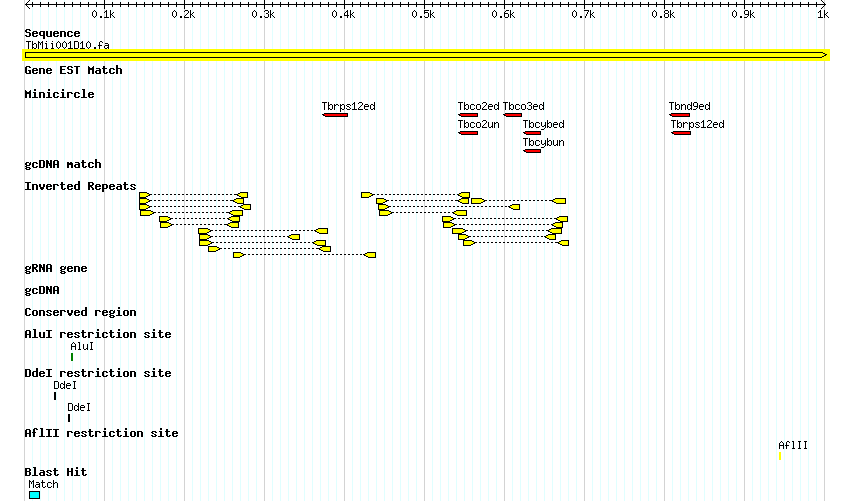 0.1k 0.2k 0.3k 0.4k 0.5k 0.6k 0.7k 0.8k 0.9k 1k
Sequence
TbMii001D10.fa
Gene EST Match
Minicircle
Tbrps12ed Tbco2ed Tbco3ed Tbnd9ed
Tbco2un Tbcybed Tbrps12ed
Tbcybun
gcDNA match
Inverted Repeats
gRNA gene
gcDNA
Conserved region
AluI restriction site
AluI
DdeI restriction site
DdeI
DdeI
AflII restriction site
AflII
Blast Hit
Match